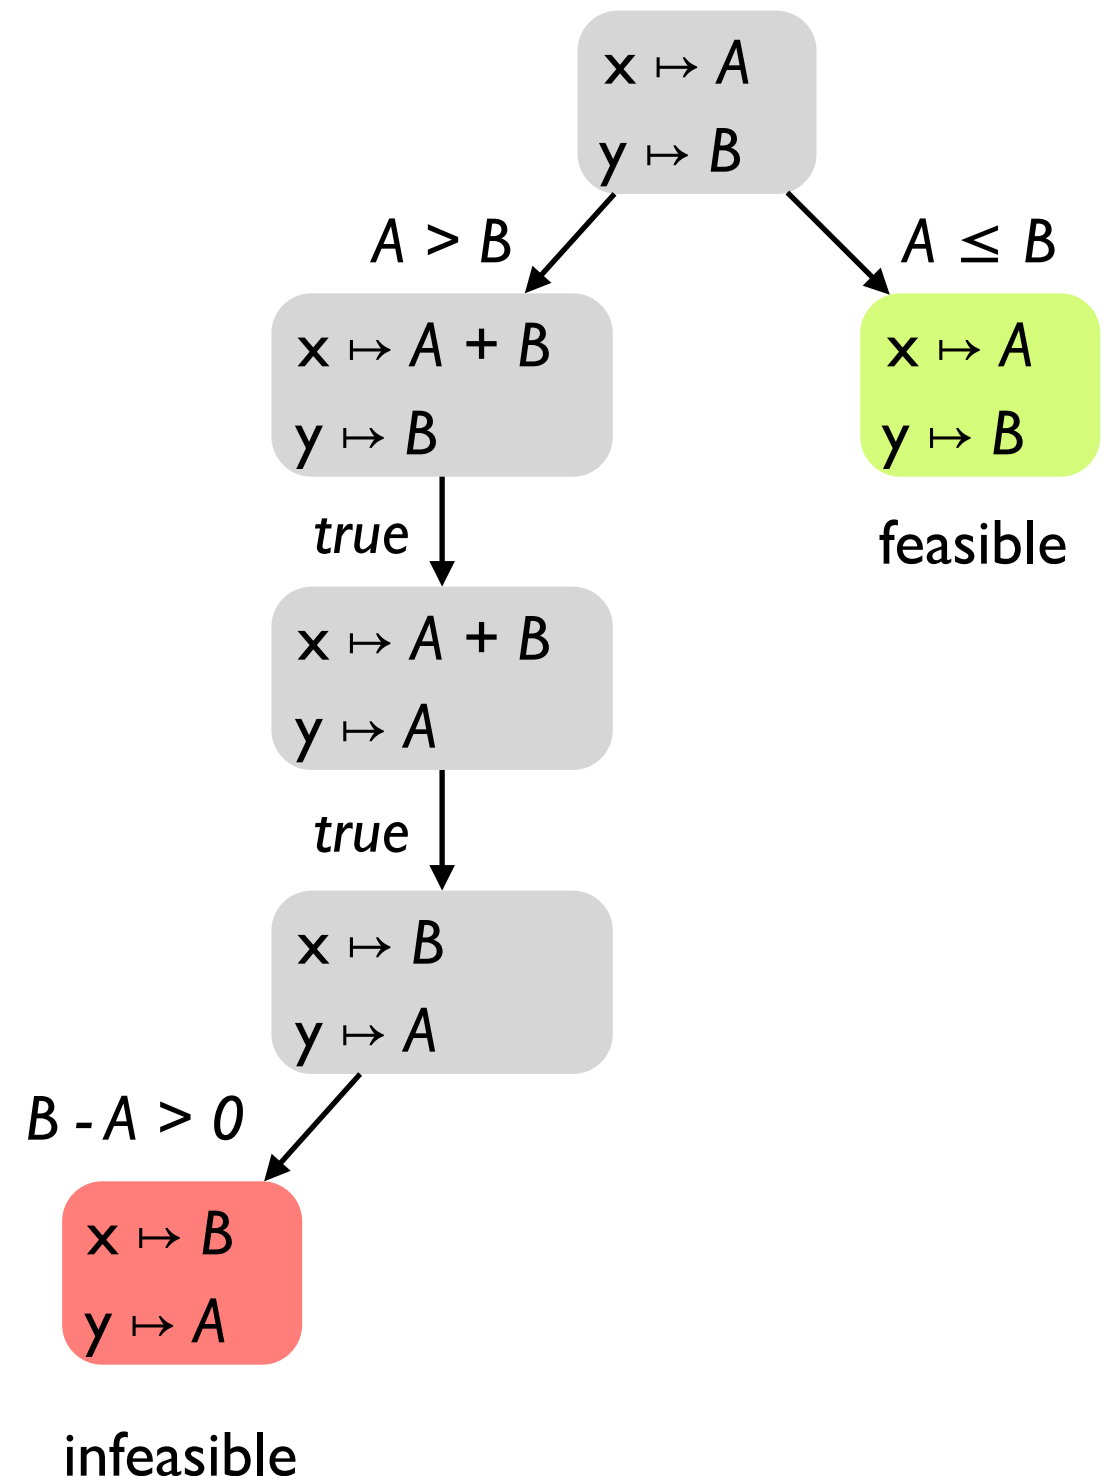 x ↦ A
y ↦ B
A > B
A ≤ B
x ↦ A + B
y ↦ B
x ↦ A
y ↦ B
true
feasible
x ↦ A + B
y ↦ A
true
x ↦ B
y ↦ A
B - A > 0
x ↦ B
y ↦ A
infeasible